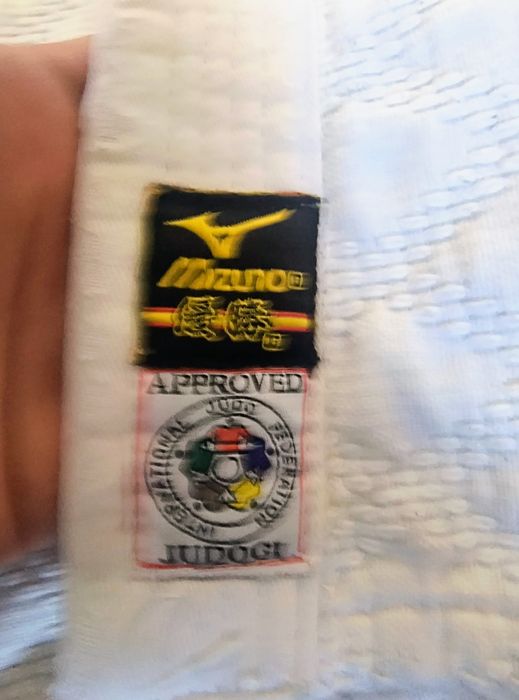 Mizuno
優勝
APPROVED
INTERNATIONAL JUDO FEDERATION
JUDOGI